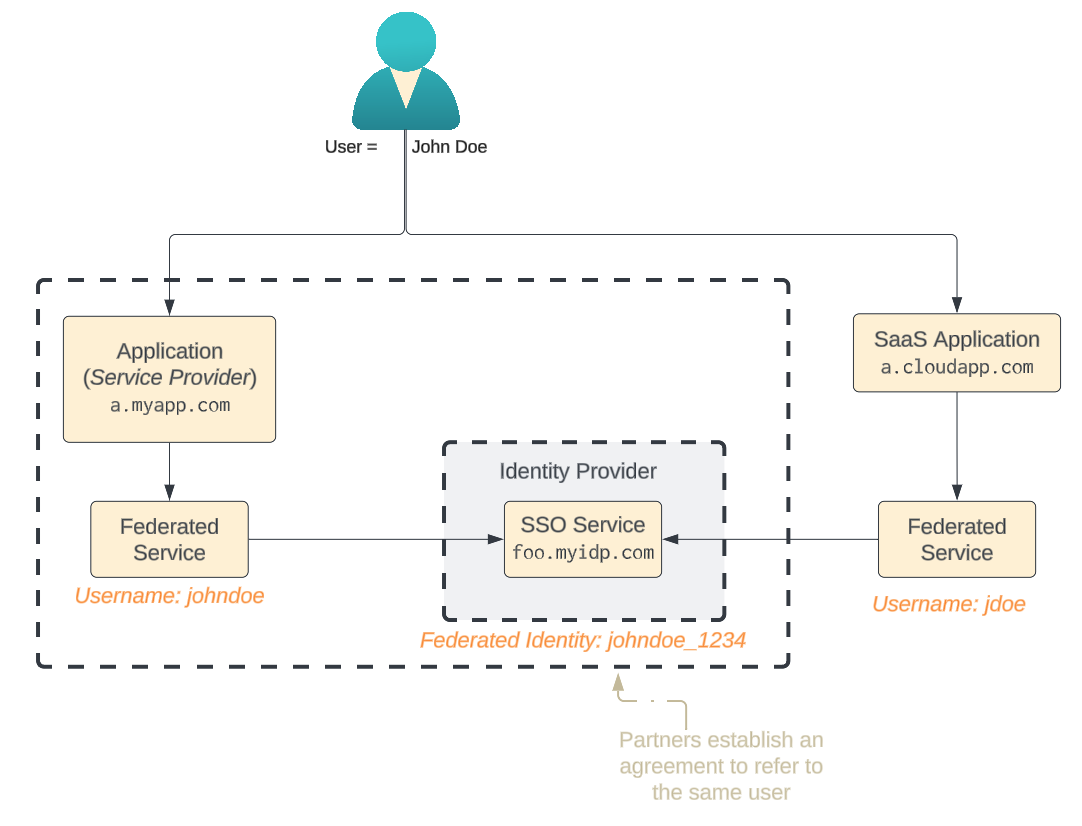 User = John Doe
Application
(Service Provider)
a.myapp.com
SaaS Application
a.cloudapp.com
Identity Provider
Federated
Service
SSO Service
foo.myidp.com
Federated
Service
Username: johndoe
Username: jdoe
Federated Identity: johndoe_1234
Partners establish an
agreement to refer to
the same user